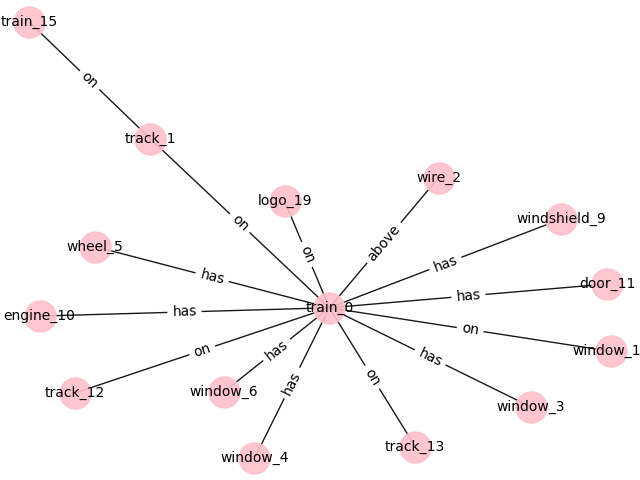 train_15
on
track_1
wire_2
logo_19
windshield_9
on
above
wheel_5
on
has
has
door_11
has
train_0
has
engine_10
has
on
on
has
window_1
has
has
on
track_12
window_6
window_3
track_13
window_4